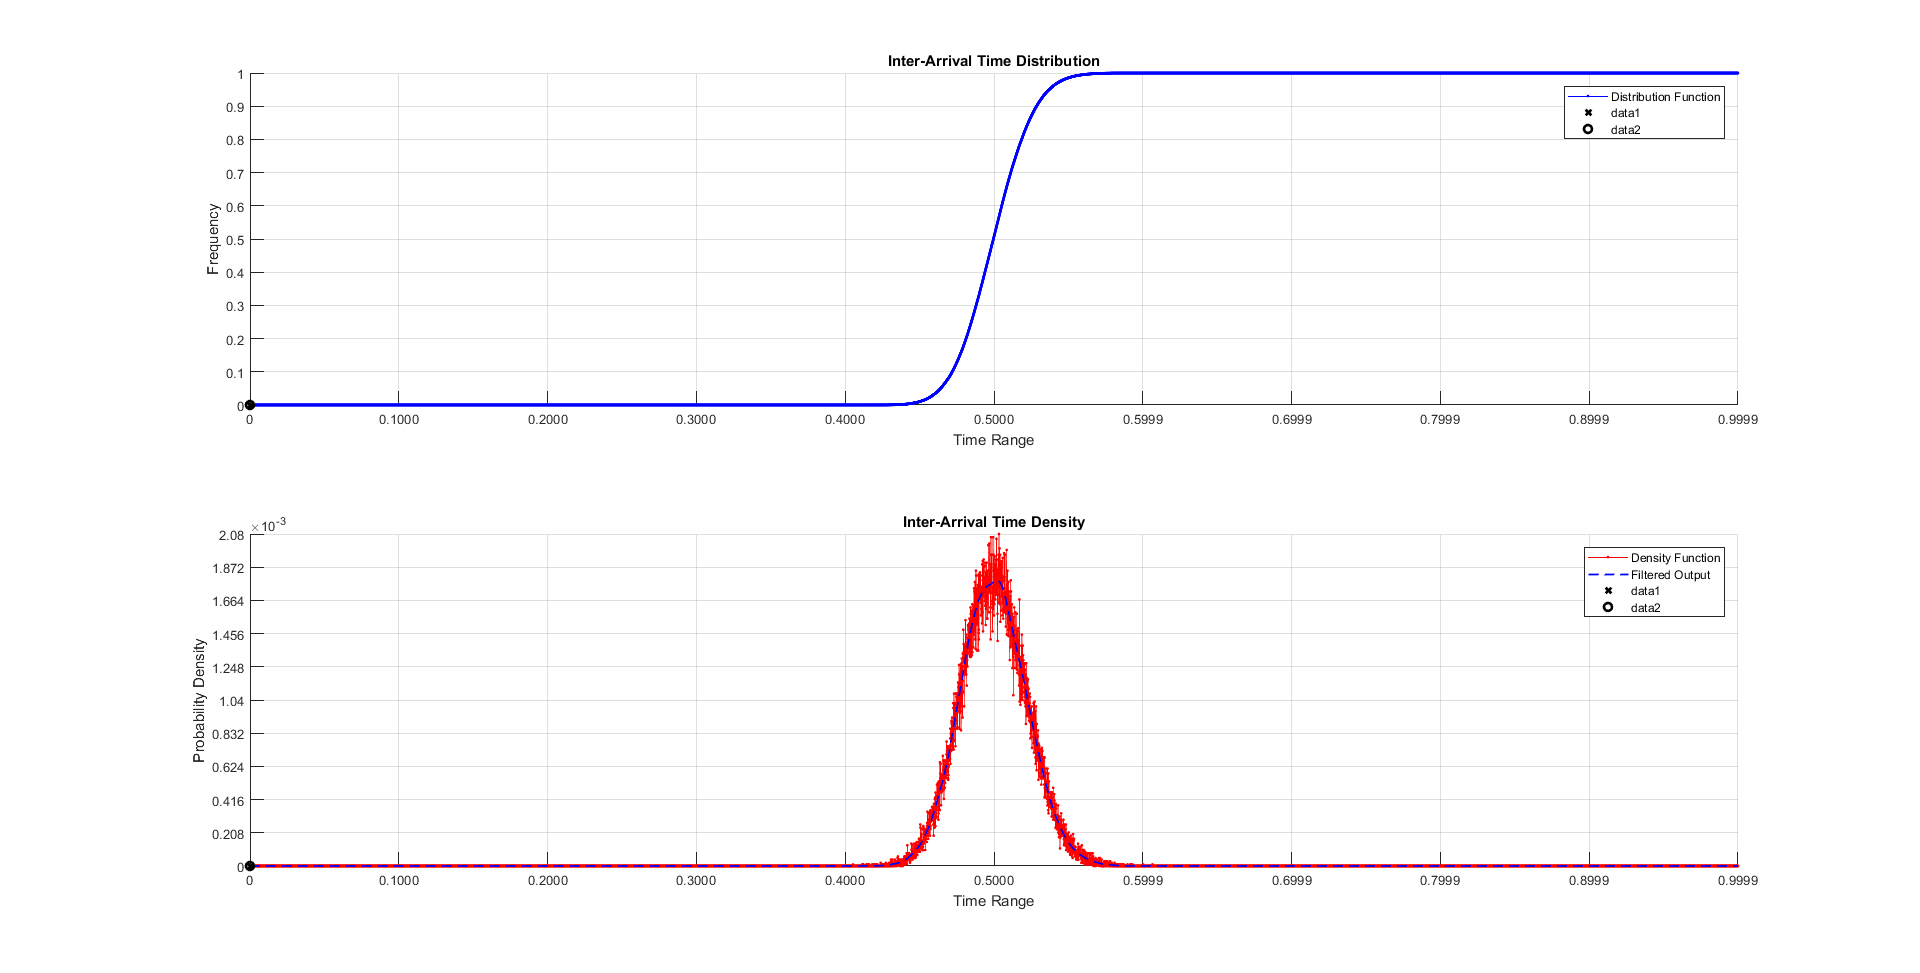 Inter-Arrival Time Distribution
1
0.9
0.8
0.7
0.6
0.5
0.4
0.3
0.2
0.1
0
Frequency
Distribution Function
data1
data2
0 0.1000 0.2000 0.3000 0.4000 0.5000 0.5999 0.6999 0.7999 0.8999 0.9999
Time Range
Inter-Arrival Time Density
×10-3
2.08
1.872
1.664
1.456
1.248
1.04
0.832
0.624
0.416
0.208
0
Probability Density
Density Function
Filtered Output
data1
data2
0 0.1000 0.2000 0.3000 0.4000 0.5000 0.5999 0.6999 0.7999 0.8999 0.9999
Time Range